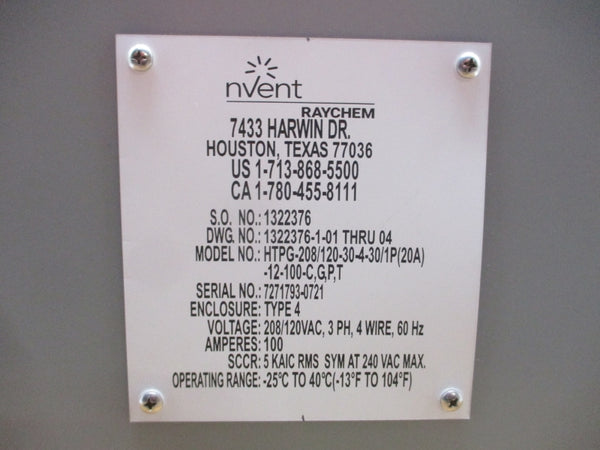 nVent
RAYCHEM
7433 HARWIN DR.
HOUSTON, TEXAS 77036
US 1-713-868-5500
CA 1-780-455-8111
S.O. NO.: 1322376
DWG. NO.: 1322376-1-01 THRU 04
MODEL NO.: HTPG-208/120-30-4-30/1P(20A)
-12-100-C,G,P,T
SERIAL NO.: 7271793-0721
ENCLOSURE: TYPE 4
VOLTAGE: 208/120VAC, 3 PH, 4 WIRE, 60 Hz
AMPERES: 100
SCCR: 5 KAIC RMS SYM AT 240 VAC MAX.
OPERATING RANGE: -25°C TO 40°C(-13°F TO 104°F)